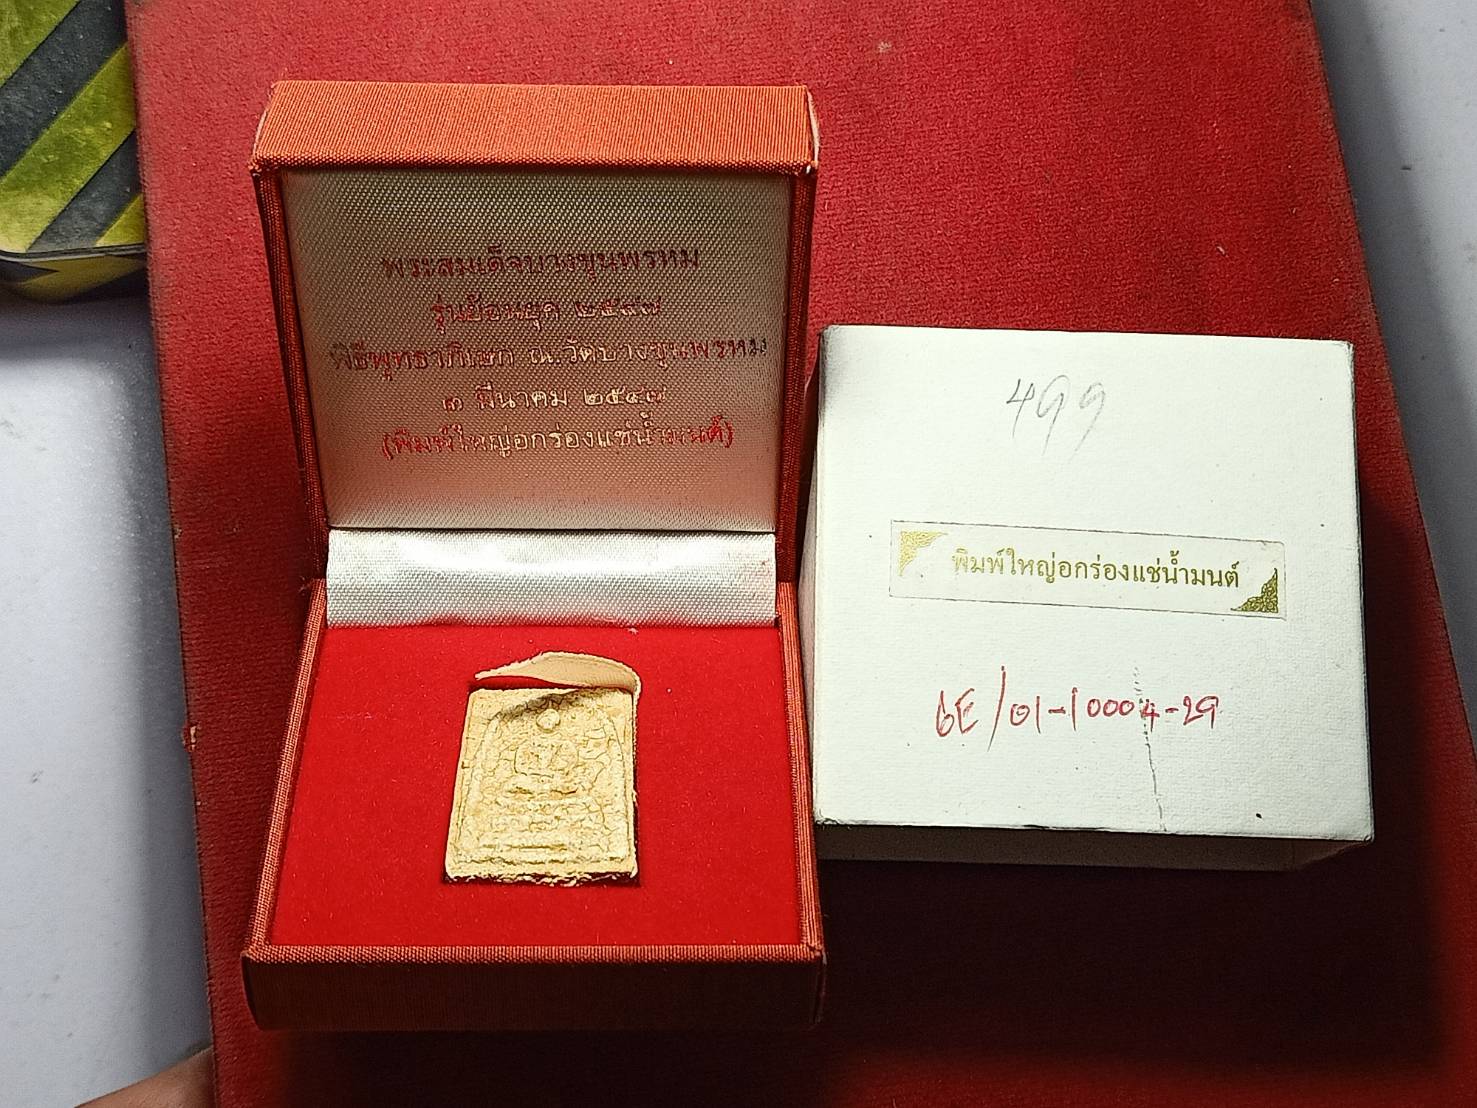 พระสมเด็จบางขุนพรหม
รุ่นย้อนยุค ๒๕๔๗
พิธีพุทธาภิเษก ณ.วัดบางขุนพรหม
๓ มีนาคม ๒๕๔๗
(พิมพ์ใหญ่อกร่องแช่น้ำมนต์)
499
พิมพ์ใหญ่อกร่องแช่น้ำมนต์
6E/01-10004-29